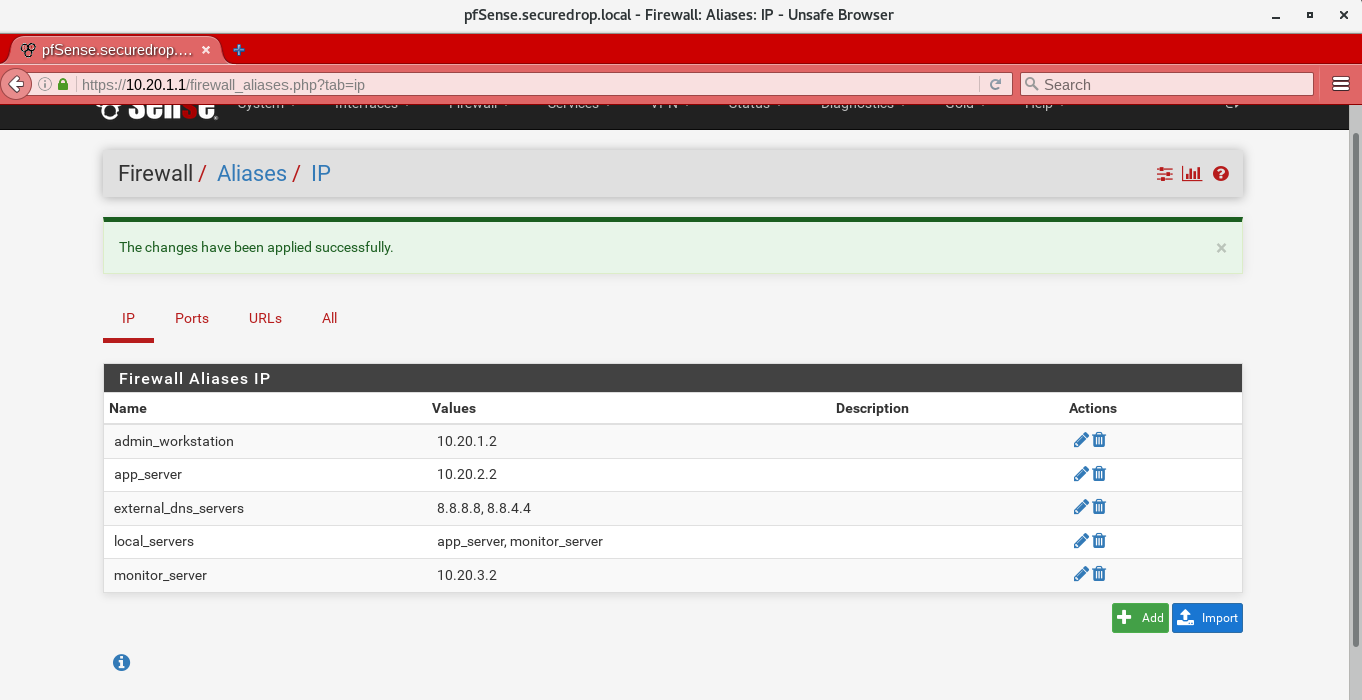 pfSense.securedrop.local - Firewall: Aliases: IP - Unsafe Browser
pfSense.securedrop.…
https://10.20.1.1/firewall_aliases.php?tab=ip
Search
Sense
System Interfaces Firewall Services VPN Status Diagnostics Gold Help
Firewall / Aliases / IP
The changes have been applied successfully.
IP Ports URLs All
Firewall Aliases IP
Name Values Description Actions
admin_workstation 10.20.1.2
app_server 10.20.2.2
external_dns_servers 8.8.8.8, 8.8.4.4
local_servers app_server, monitor_server
monitor_server 10.20.3.2
Add Import